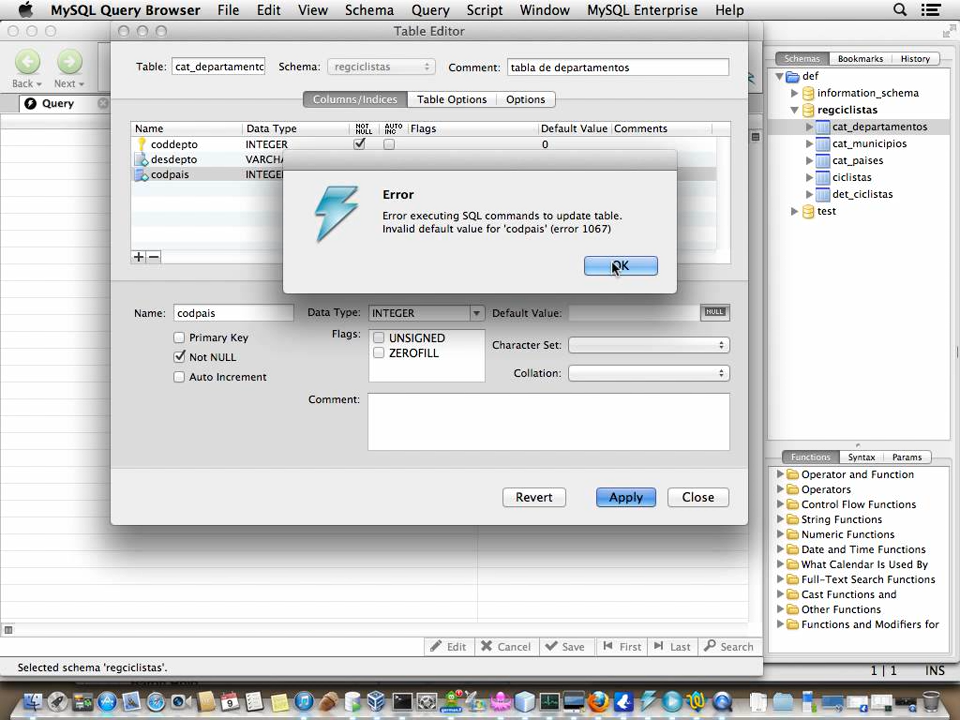 MySQL Query Browser File Edit View Schema Query Script Window MySQL Enterprise Help
Table Editor
Back Next
Query
Table: cat_departamento Schema: regciclistas Comment: tabla de departamentos
Columns/Indices Table Options Options
Name Data Type NOT NULL AUTO INC Flags Default Value Comments
coddepto INTEGER 0
desdepto VARCHA
codpais INTEGE
Error
Error executing SQL commands to update table.
Invalid default value for 'codpais' (error 1067)
OK
Name: codpais Data Type: INTEGER Default Value: NULL
Primary Key
Not NULL
Auto Increment
Flags: UNSIGNED
ZEROFILL
Character Set:
Collation:
Comment:
Revert Apply Close
Schemas Bookmarks History
def
information_schema
regciclistas
cat_departamentos
cat_municipios
cat_paises
ciclistas
det_ciclistas
test
Functions Syntax Params
Operator and Function
Operators
Control Flow Functions
String Functions
Numeric Functions
Date and Time Functions
What Calendar Is Used By
Full-Text Search Functions
Cast Functions and
Other Functions
Functions and Modifiers for
Edit Cancel Save First Last Search
Selected schema 'regciclistas'. 1 | 1 INS